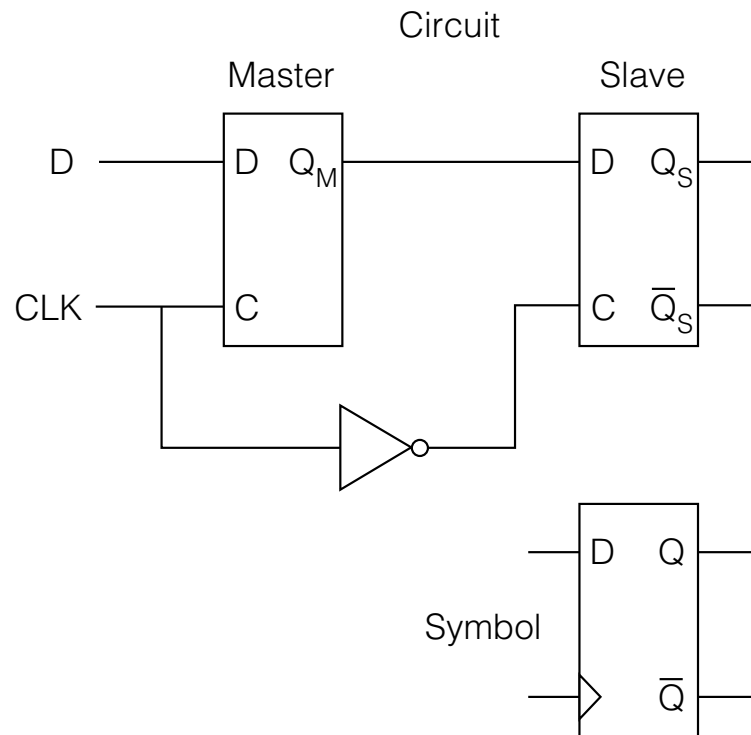 Circuit
Master Slave
D D Q_M D Q_S
CLK C C Q̅_S
D Q
Symbol
Q̅